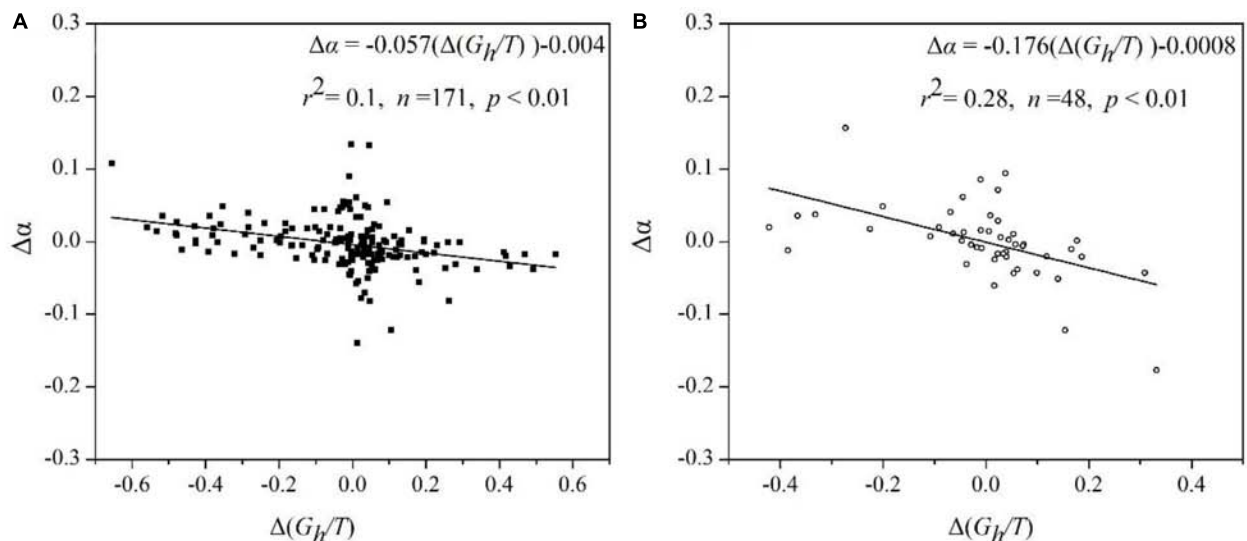 A
Δα = -0.057(Δ(Gh/T) )-0.004
r2= 0.1, n =171, p < 0.01
0.3
0.2
0.1
0.0
-0.1
-0.2
-0.3
Δα
-0.6 -0.4 -0.2 0.0 0.2 0.4 0.6
Δ(Gh/T)
B
Δα = -0.176(Δ(Gh/T) )-0.0008
r2= 0.28, n =48, p < 0.01
0.3
0.2
0.1
0.0
-0.1
-0.2
-0.3
Δα
-0.4 -0.2 0.0 0.2 0.4
Δ(Gh/T)